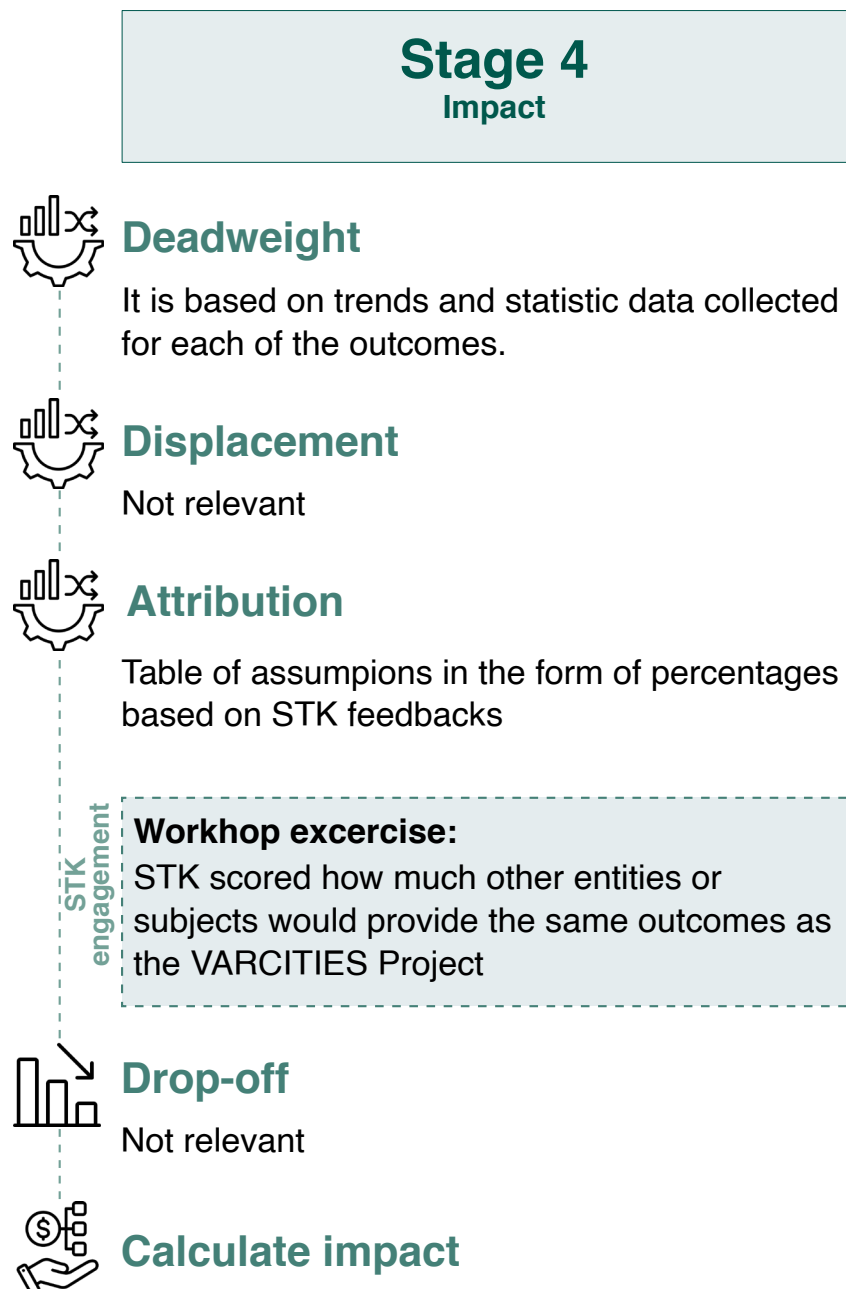 Stage 4
Impact
Deadweight
It is based on trends and statistic data collected
for each of the outcomes.
Displacement
Not relevant
Attribution
Table of assumpions in the form of percentages
based on STK feedbacks
STK
engagement
Workhop excercise:
STK scored how much other entities or
subjects would provide the same outcomes as
the VARCITIES Project
Drop-off
Not relevant
$
Calculate impact